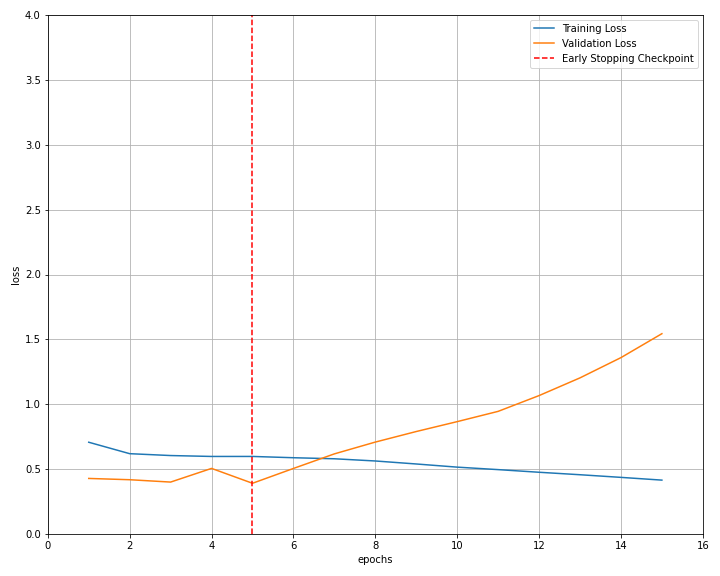 4.0
3.5
3.0
2.5
2.0
1.5
1.0
0.5
0.0
loss
Training Loss
Validation Loss
Early Stopping Checkpoint
0 2 4 6 8 10 12 14 16
epochs